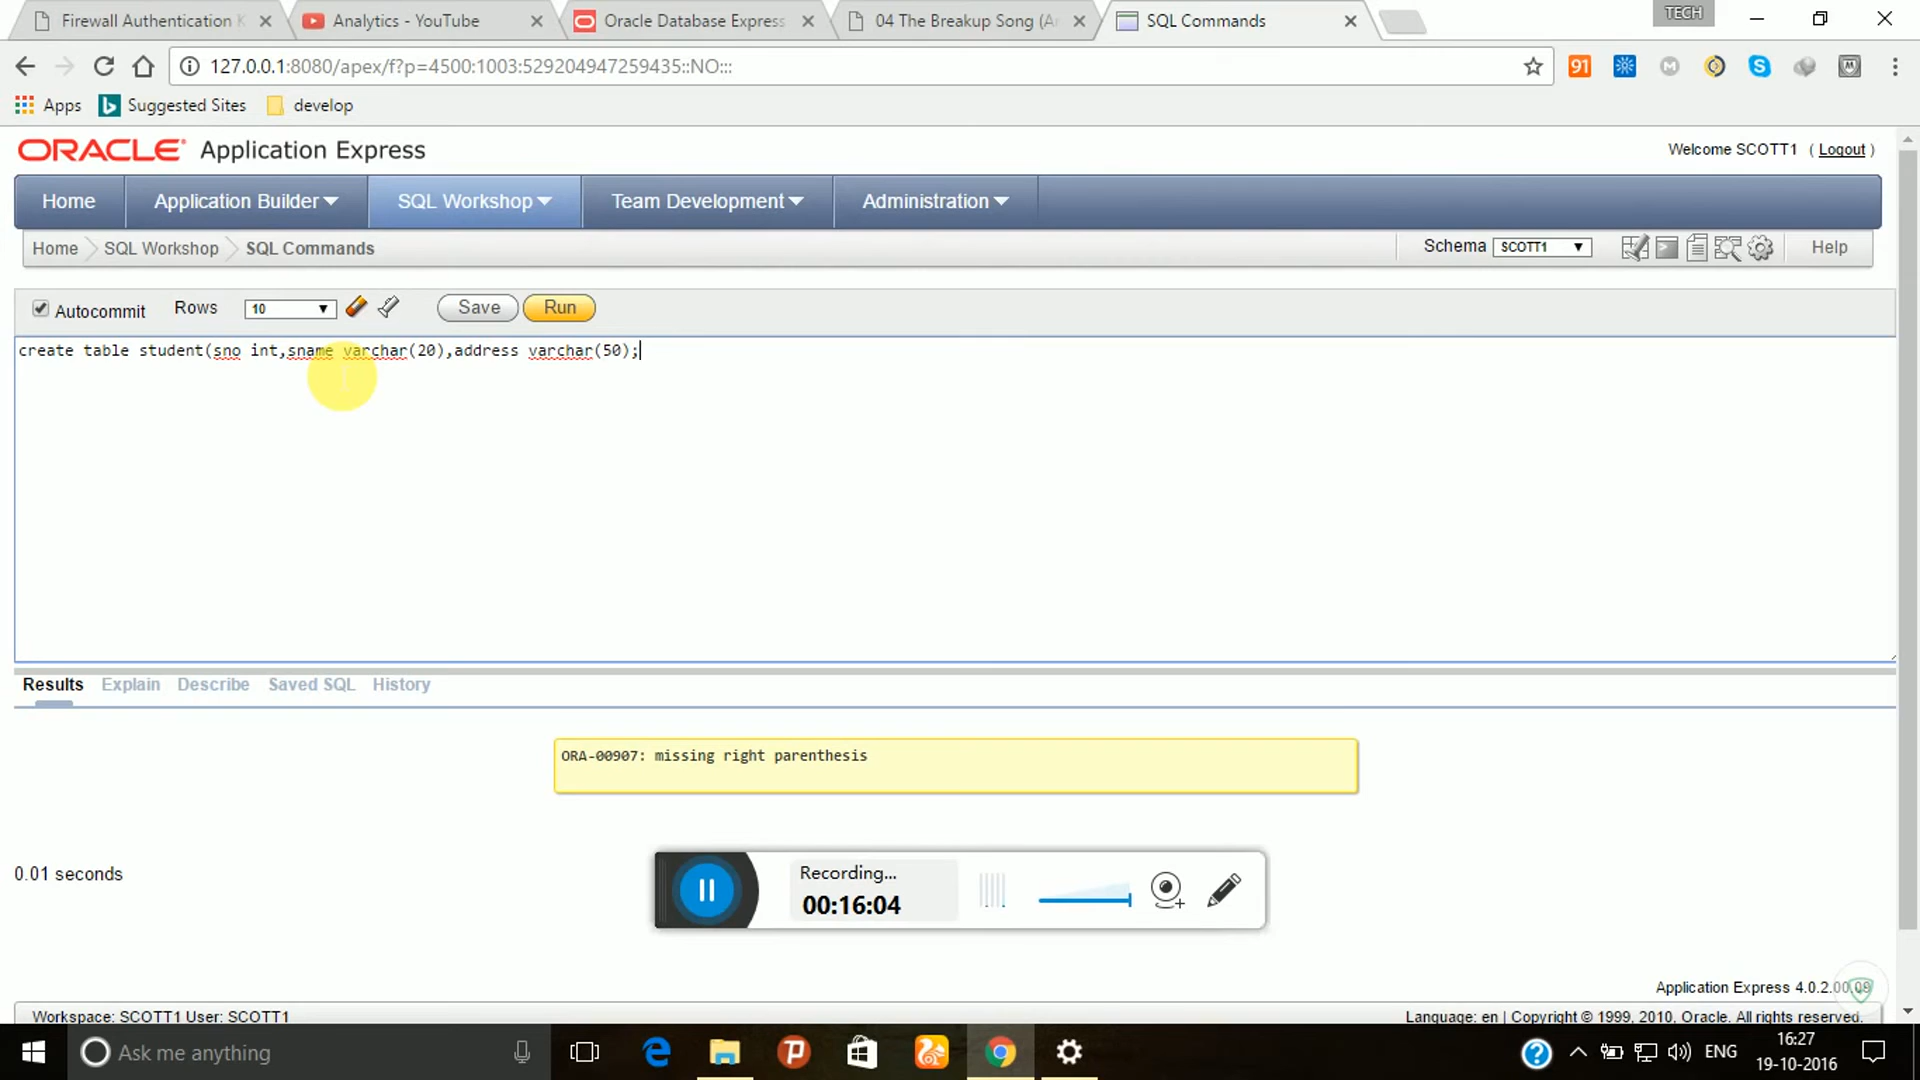 Firewall Authentication K
Analytics - YouTube
Oracle Database Express
04 The Breakup Song (Ar
SQL Commands
TECH
127.0.0.1:8080/apex/f?p=4500:1003:529204947259435::NO:::
91
Apps
Suggested Sites
develop
ORACLE Application Express
Welcome SCOTT1 ( Logout )
Home
Application Builder
SQL Workshop
Team Development
Administration
Home
SQL Workshop
SQL Commands
Schema
SCOTT1
Help
Autocommit
Rows
10
Save
Run
create table student(sno int,sname varchar(20),address varchar(50);
Results
Explain
Describe
Saved SQL
History
ORA-00907: missing right parenthesis
0.01 seconds
Recording...
00:16:04
Application Express 4.0.2.00.09
Workspace: SCOTT1 User: SCOTT1
Language: en | Copyright © 1999, 2010, Oracle. All rights reserved.
Ask me anything
ENG
16:27
19-10-2016